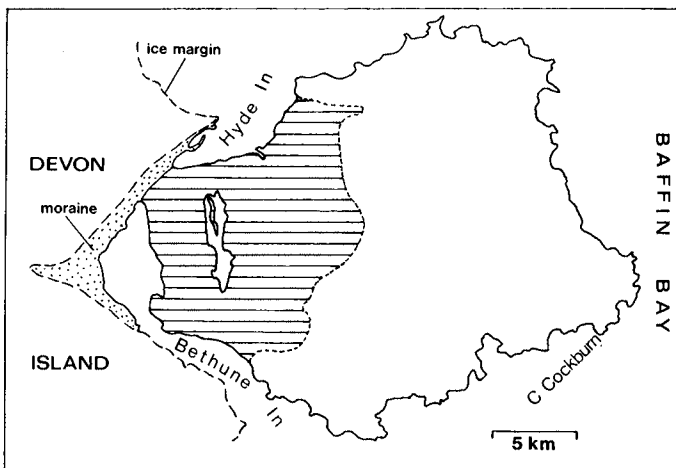 ice margin
Hyde In
DEVON
moraine
BAFFIN BAY
ISLAND
Bethune In
C Cockburn
5 km